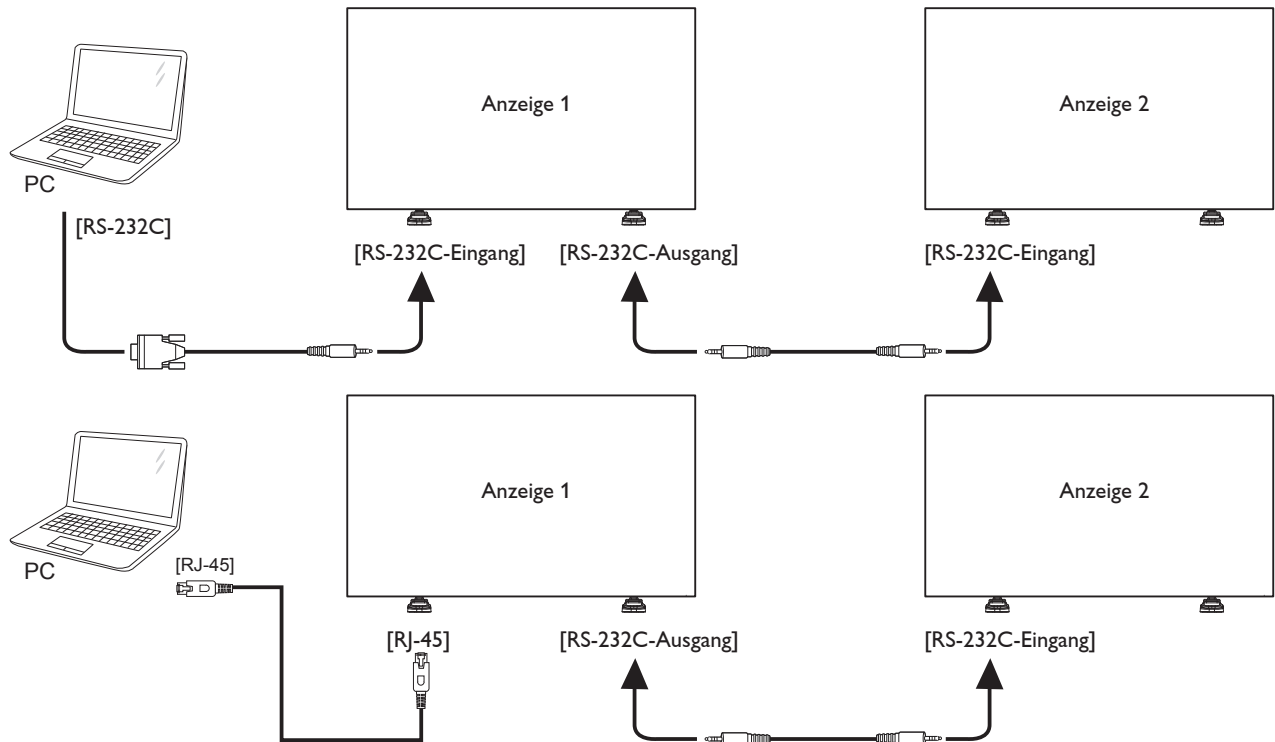 Anzeige 1
Anzeige 2
PC
[RS-232C]
[RS-232C-Eingang]
[RS-232C-Ausgang]
[RS-232C-Eingang]
Anzeige 1
Anzeige 2
PC
[RJ-45]
[RJ-45]
[RS-232C-Ausgang]
[RS-232C-Eingang]